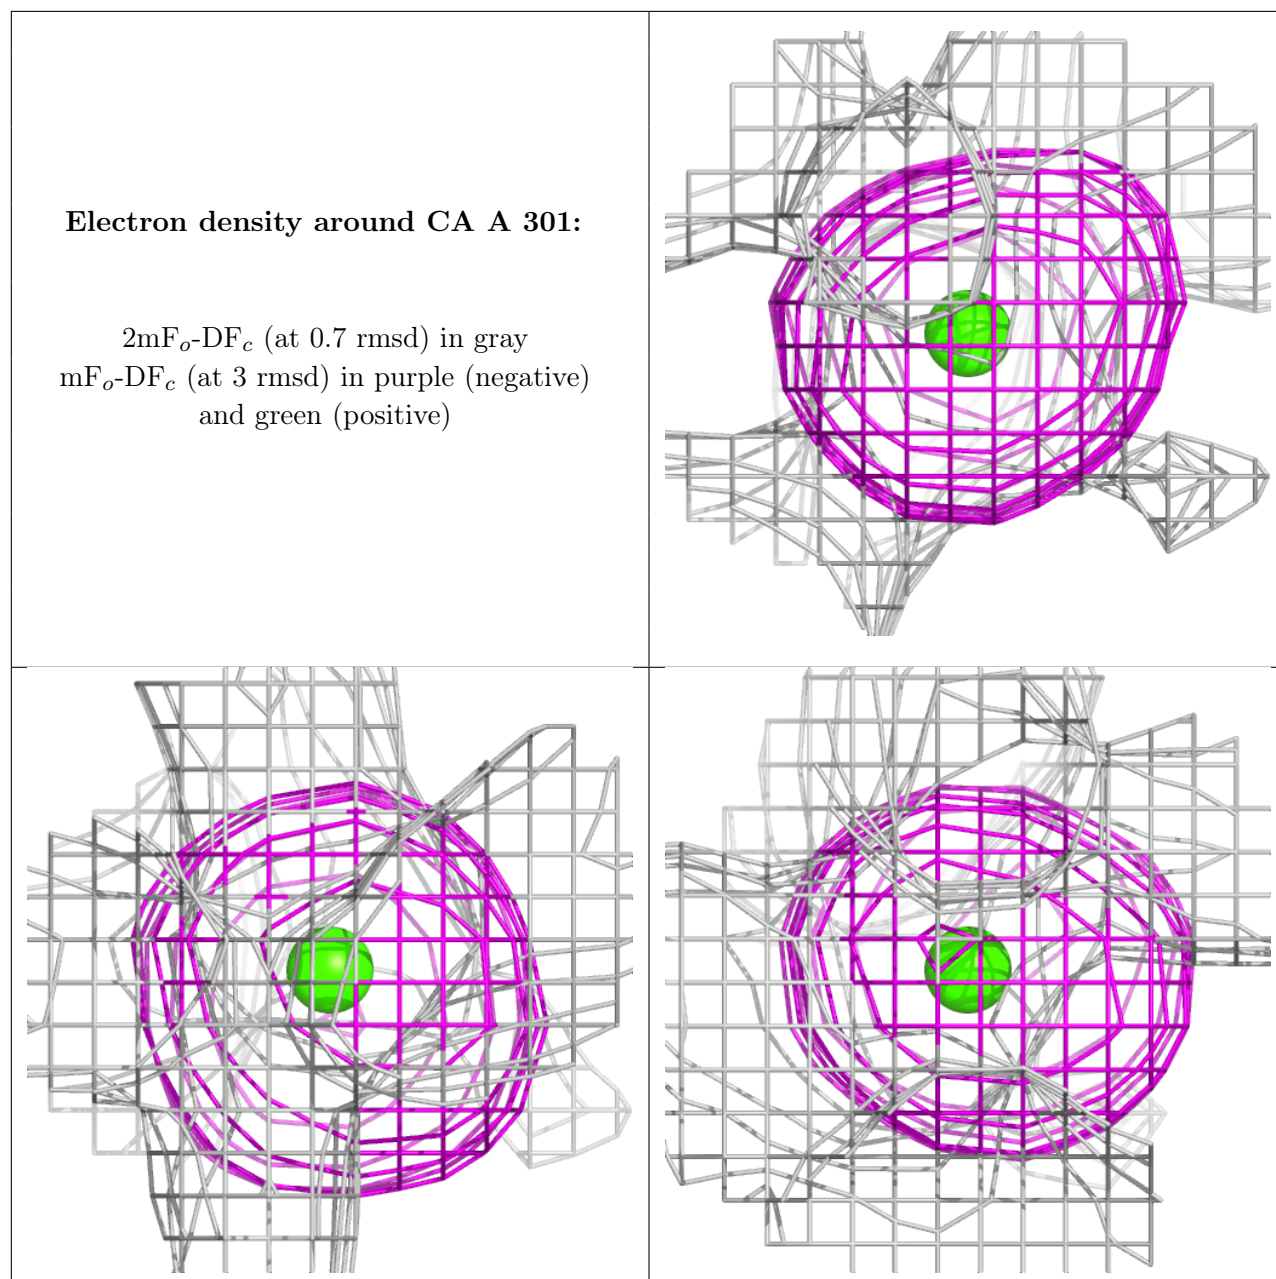 Electron density around CA A 301:
2mFo-DFc (at 0.7 rmsd) in gray
mFo-DFc (at 3 rmsd) in purple (negative)
and green (positive)